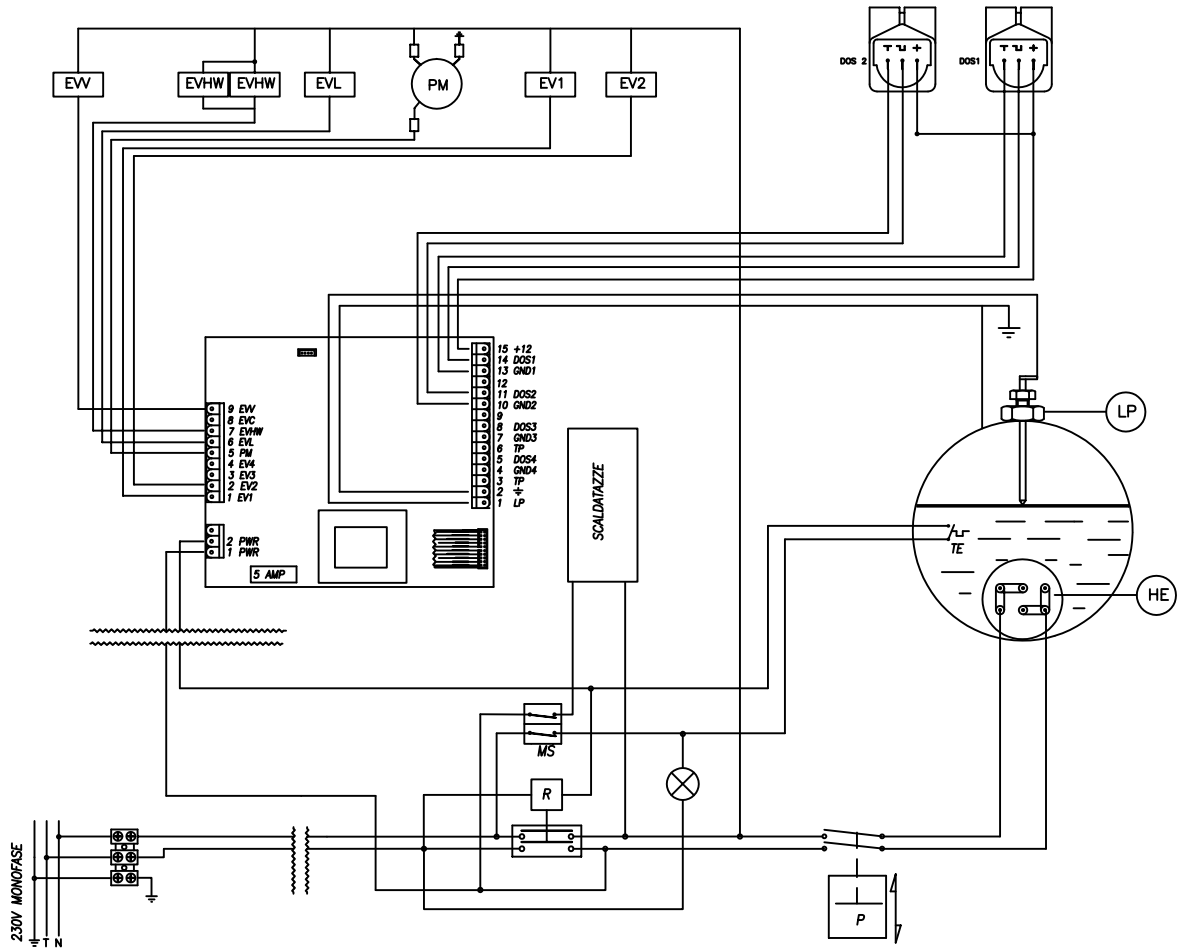 DOS 2
DOS1
EVV
EVHW
EVHW
EVL
PM
EV1
EV2
15 +12
14 DOS1
13 GND1
12
11 DOS2
10 GND2
9
8 DOS3
7 GND3
6 TP
5 DOS4
4 GND4
3 TP
2
1 LP
9 EVV
8 EVC
7 EVHW
6 EVL
5 PM
4 EV4
3 EV3
2 EV2
1 EV1
2 PWR
1 PWR
5 AMP
SCALDATAZZE
LP
TE
HE
MS
R
P
230V MONOFASE
T N